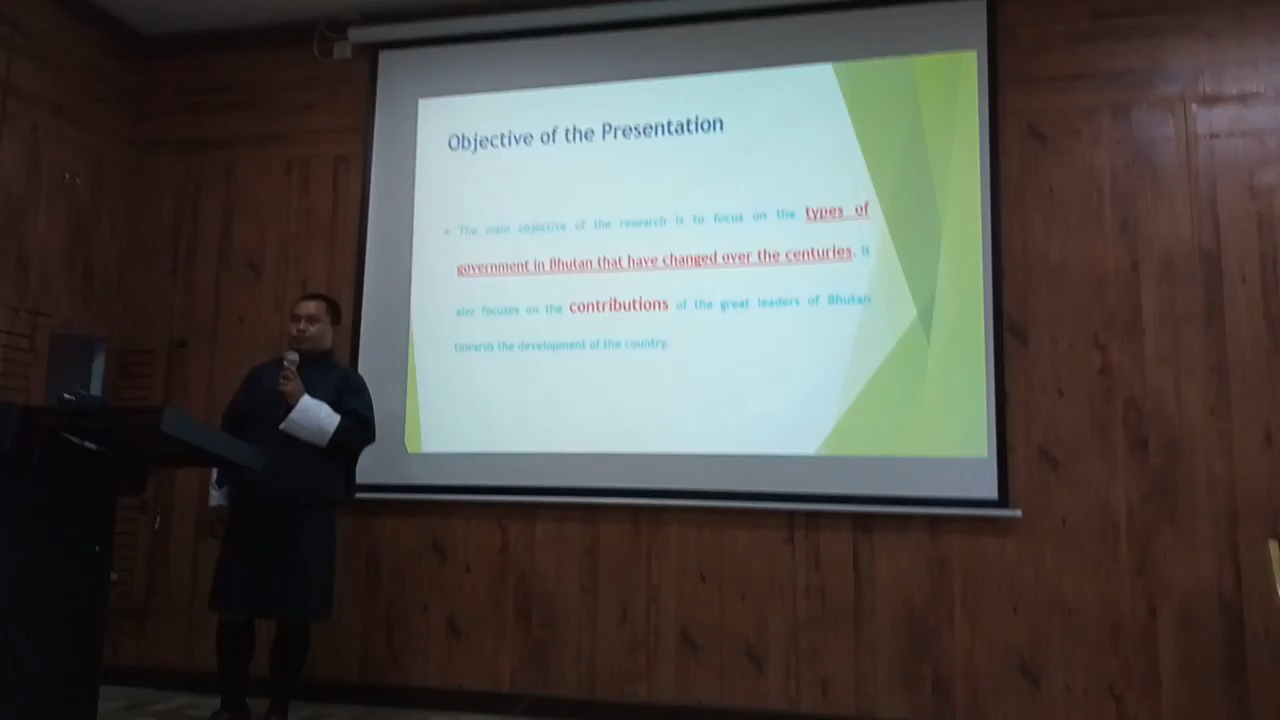 Objective of the Presentation
The main objective of the research is to focus on the types of
government in Bhutan that have changed over the centuries. It
also focuses on the contributions of the great leaders of Bhutan
towards the development of the country.